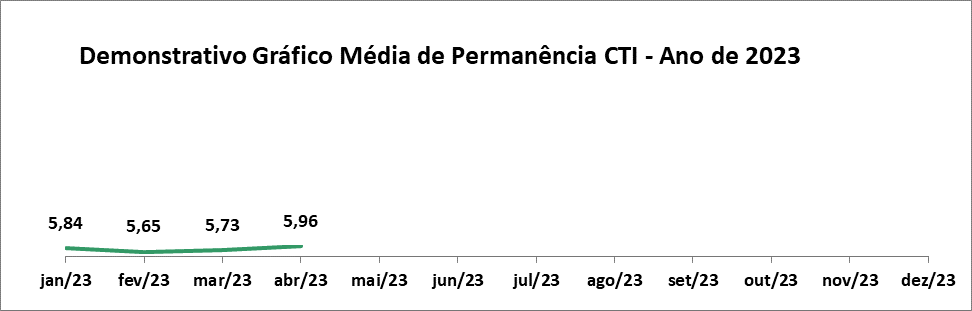 Demonstrativo Gráfico Média de Permanência CTI - Ano de 2023
5,84 5,65 5,73 5,96
jan/23 fev/23 mar/23 abr/23 mai/23 jun/23 jul/23 ago/23 set/23 out/23 nov/23 dez/23